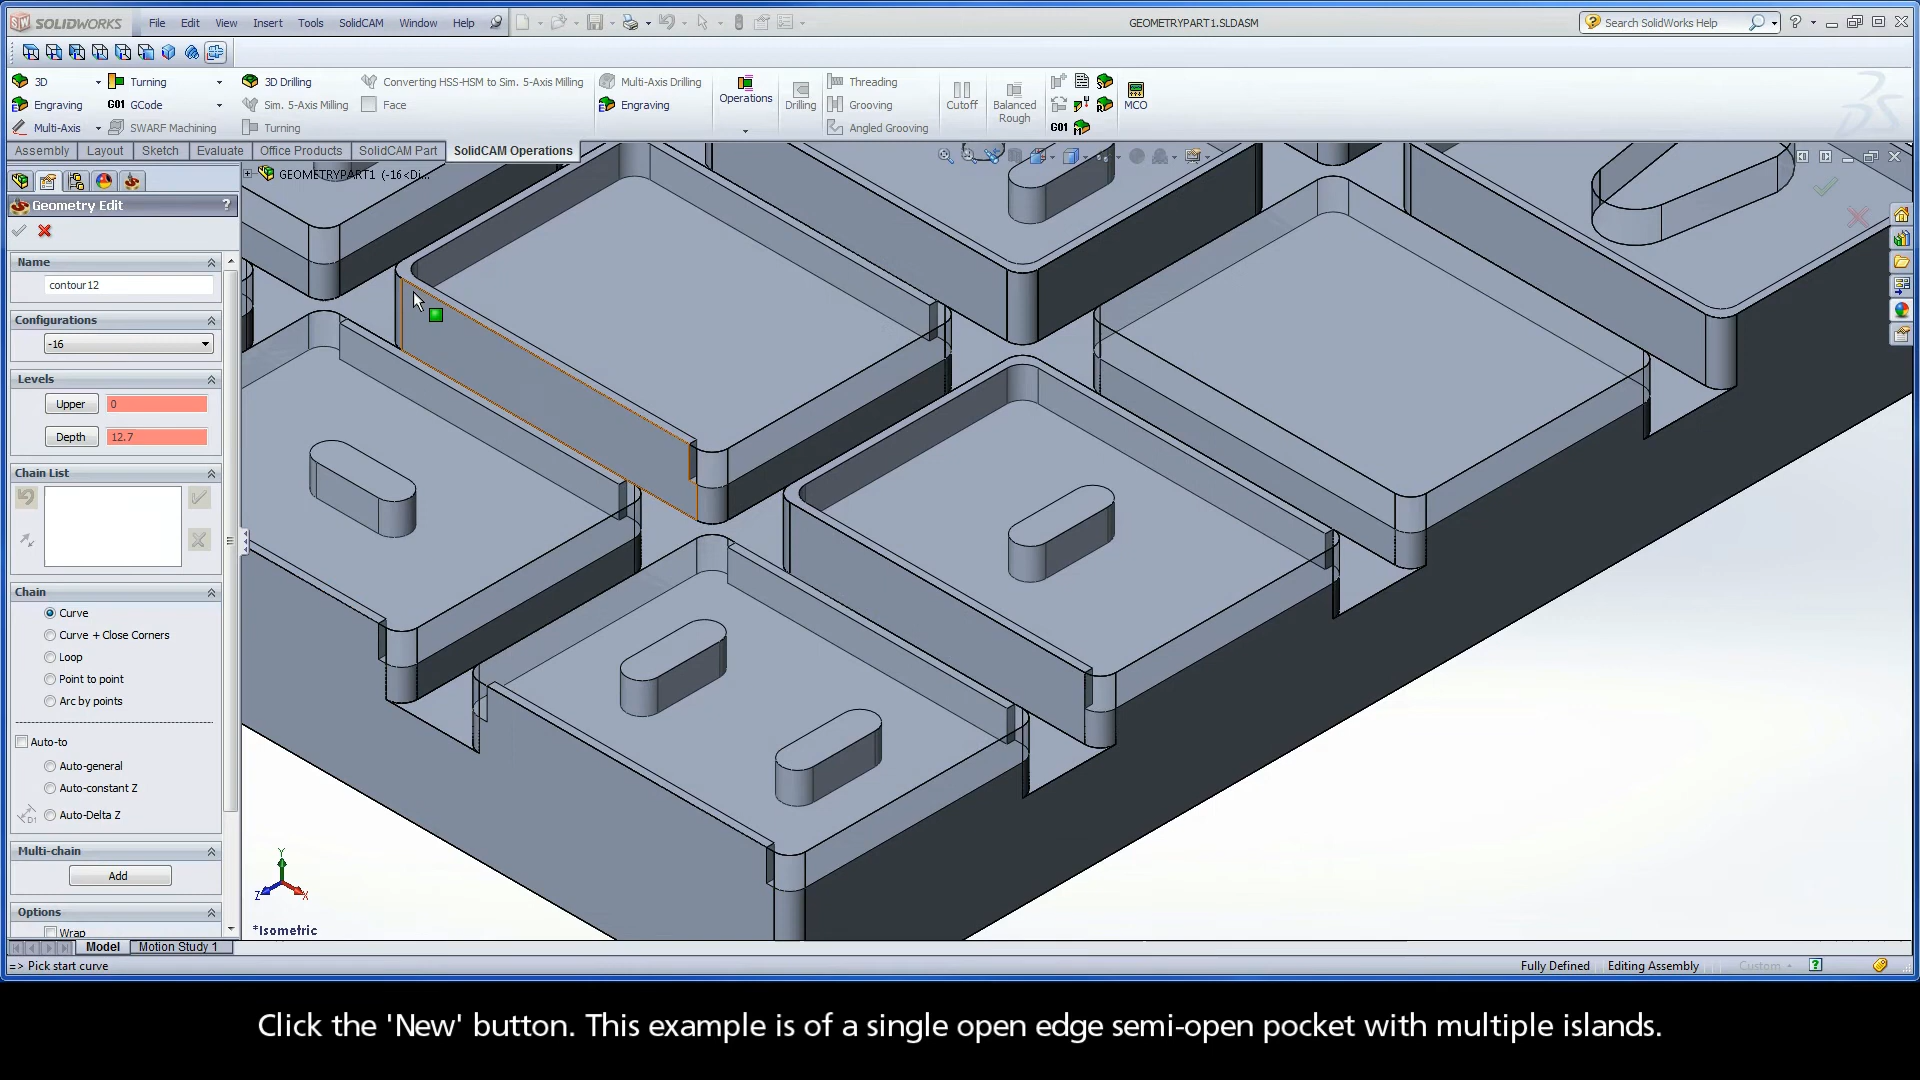 SOLIDWORKS File Edit View Insert Tools SolidCAM Window Help GEOMETRYPART1.SLDASM Search SolidWorks Help
3D Turning 3D Drilling Converting HSS-HSM to Sim. 5-Axis Milling Multi-Axis Drilling Operations Drilling Threading Cutoff Balanced Rough MCO
Engraving G01 GCode Sim. 5-Axis Milling Face Engraving Grooving
Multi-Axis SWARF Machining Turning Angled Grooving G01
Assembly Layout Sketch Evaluate Office Products SolidCAM Part SolidCAM Operations
GEOMETRYPART1 (-16<Di...
Geometry Edit ?
Name
contour12
Configurations
-16
Levels
Upper 0
Depth 12.7
Chain List
Chain
Curve
Curve + Close Corners
Loop
Point to point
Arc by points
Auto-to
Auto-general
Auto-constant Z
D1 Auto-Delta Z
Multi-chain
Add
Options
Wrap
Y
Z X
*Isometric
Model Motion Study 1
=> Pick start curve Fully Defined Editing Assembly Custom
Click the 'New' button. This example is of a single open edge semi-open pocket with multiple islands.